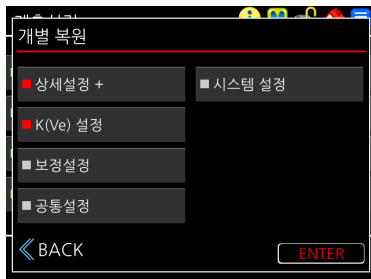 개별 복원
상세설정 +
시스템 설정
K(Ve) 설정
보정설정
공통설정
BACK
ENTER